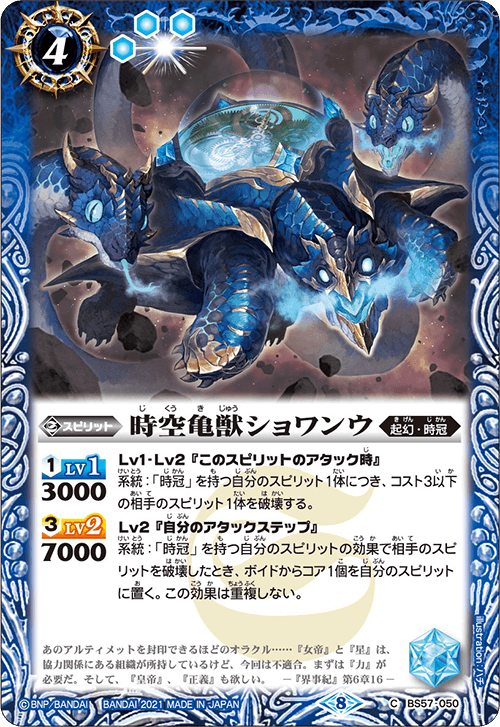 4
スピリット
時空亀獣ショワンウ
じくうきじゅう
起幻・時冠
きげん じかん
1 LV1
3000
Lv1・Lv2『このスピリットのアタック時』
系統:「時冠」を持つ自分のスピリット1体につき、コスト3以下
の相手のスピリット1体を破壊する。
3 LV2
7000
Lv2『自分のアタックステップ』
系統:「時冠」を持つ自分のスピリットの効果で相手のスピ
リットを破壊したとき、ボイドからコア1個を自分のスピリット
に置く。この効果は重複しない。
あのアルティメットを封印できるほどのオラクル……『女帝』と『星』は、
協力関係にある組織が所持しているけど、今回は不適合。まずは『力』が
必要だ。そして、『皇帝』、『正義』も欲しい。 ―『界事紀』第6章16―
©BNP/BANDAI BANDAI 2021 MADE IN JAPAN
8
C BS57-050